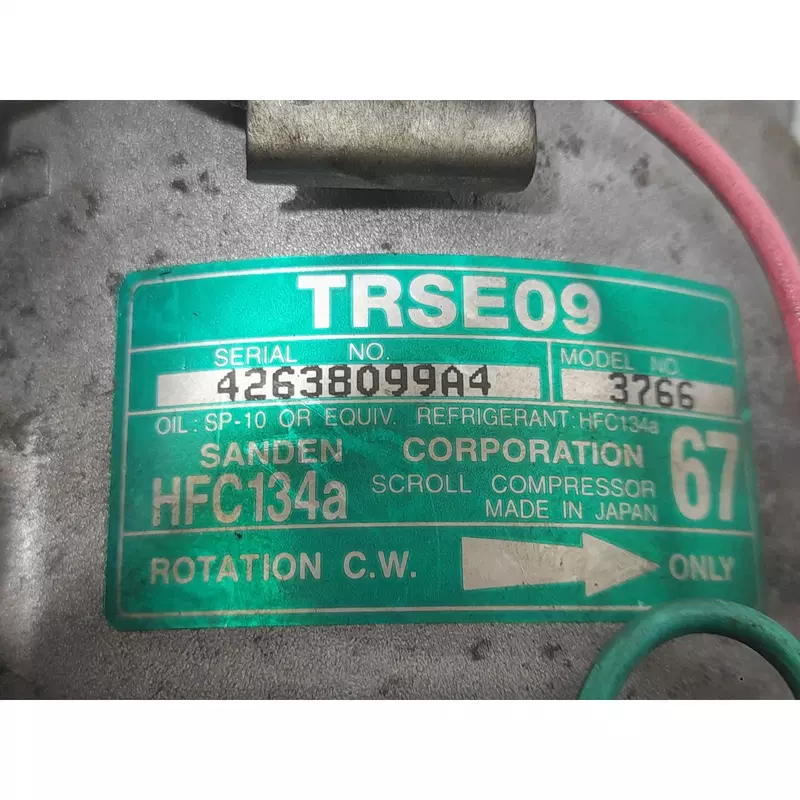 TRSE09
SERIAL NO. MODEL NO.
42638099A4 3766
OIL : SP-10 OR EQUIV. REFRIGERANT : HFC134a
SANDEN CORPORATION 67
HFC134a SCROLL COMPRESSOR
MADE IN JAPAN
ROTATION C.W. ONLY